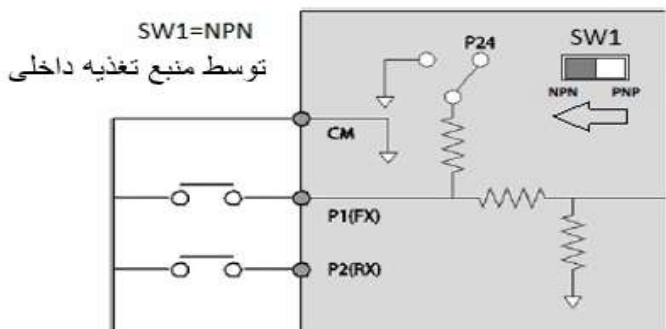 SW1=NPN
توسط منبع تغذیه داخلی
P24
SW1
NPN PNP
CM
P1(FX)
P2(RX)